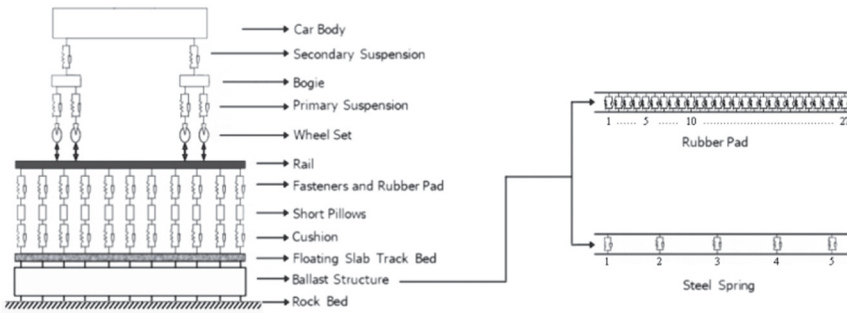 Car Body
Secondary Suspension
Bogie
Primary Suspension
Wheel Set
Rail
Fasteners and Rubber Pad
Short Pillows
Cushion
Floating Slab Track Bed
Ballast Structure
Rock Bed
1 ...... 5 ...... 10 ........................................ 27
Rubber Pad
1 2 3 4 5
Steel Spring